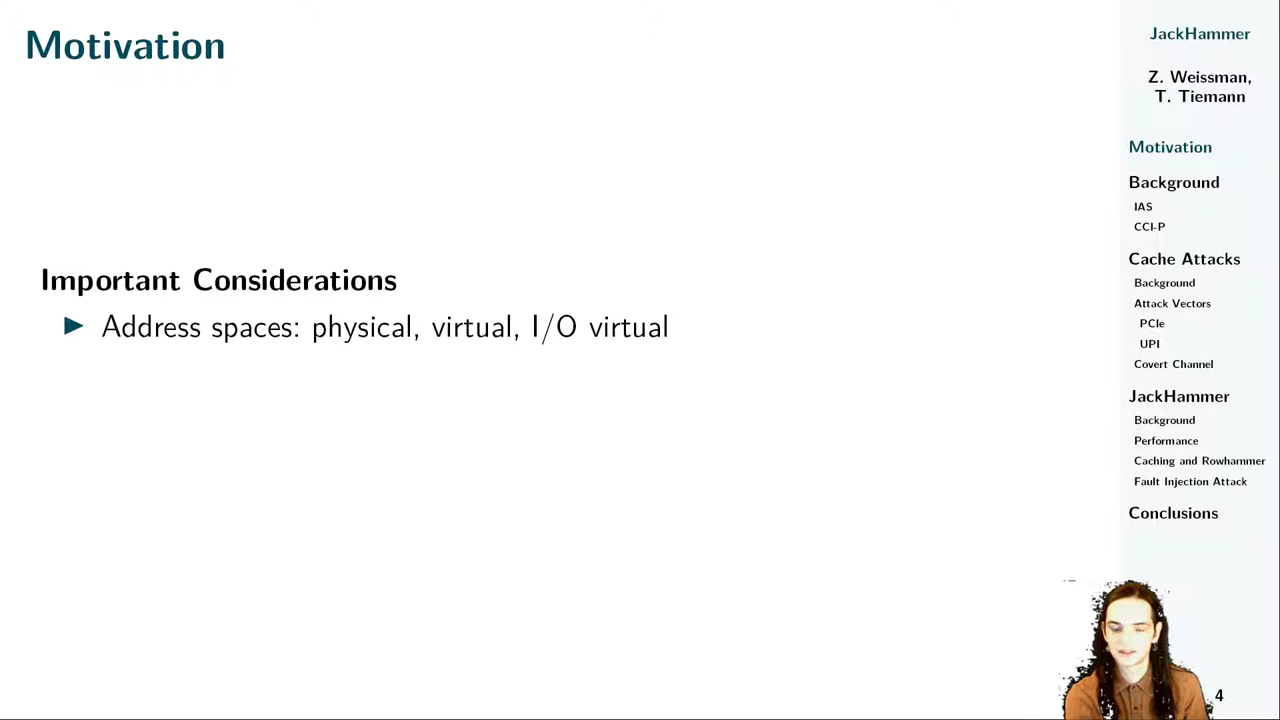 Motivation
Important Considerations
▶ Address spaces: physical, virtual, I/O virtual
JackHammer
Z. Weissman,
T. Tiemann
Motivation
Background
IAS
CCI-P
Cache Attacks
Background
Attack Vectors
PCIe
UPI
Covert Channel
JackHammer
Background
Performance
Caching and Rowhammer
Fault Injection Attack
Conclusions
4